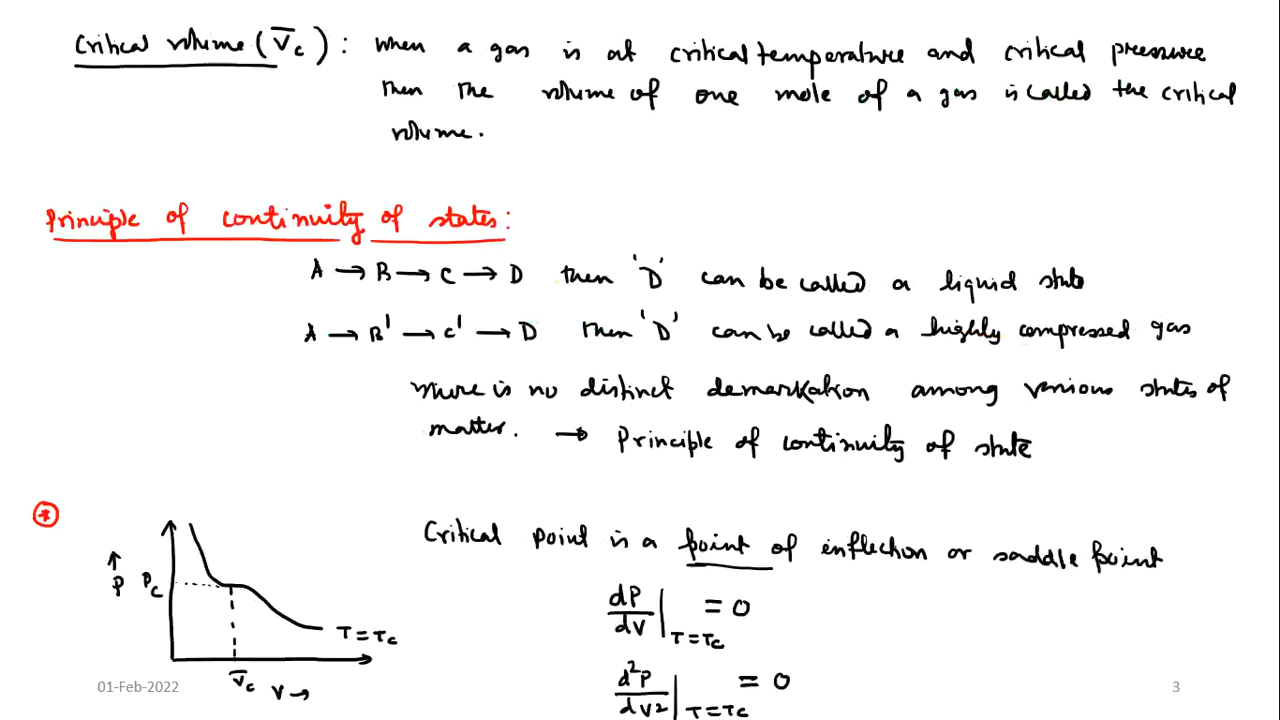 Critical volume (V̅c) : when a gas is at critical temperature and critical pressure
then the volume of one mole of a gas is called the critical
volume.
Principle of continuity of states :
A → B → C → D then 'D' can be called a liquid state
A → B' → C' → D then 'D' can be called a highly compressed gas
There is no distinct demarkation among various states of
matter. → Principle of continuity of state
*
Critical point is a point of inflection or saddle point
↑
P Pc
dP/dV | T=Tc = 0
T = Tc
V̅c V →
d²P/dV² | T=Tc = 0
01-Feb-2022
3